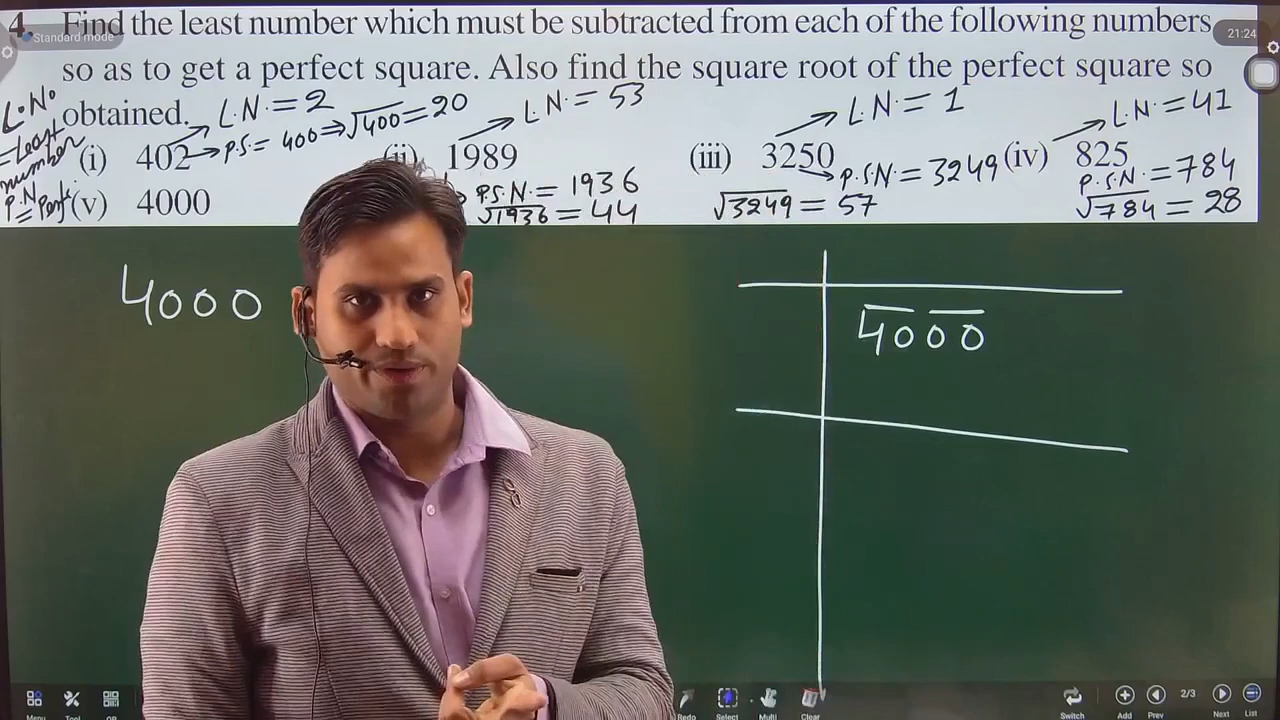 4. Find the least number which must be subtracted from each of the following numbers
Standard mode
21:24
so as to get a perfect square. Also find the square root of the perfect square so
obtained.
L.N.
=Least
number
P.N
= Perf
(i) 402
L.N.=2
P.S.= 400⇒√400=20
(ii) 1989
L.N.= 53
P.S.N.= 1936
√1936 = 44
(iii) 3250
L.N.= 1
P.S.N.= 3249
√3249 = 57
(iv) 825
L.N.=41
P.S.N.=784
√784 = 28
(v) 4000
4000
4000
Menu
Tool
QR
Redo
Select
Multi
Clear
Switch
Add
Prev
2/3
Next
List